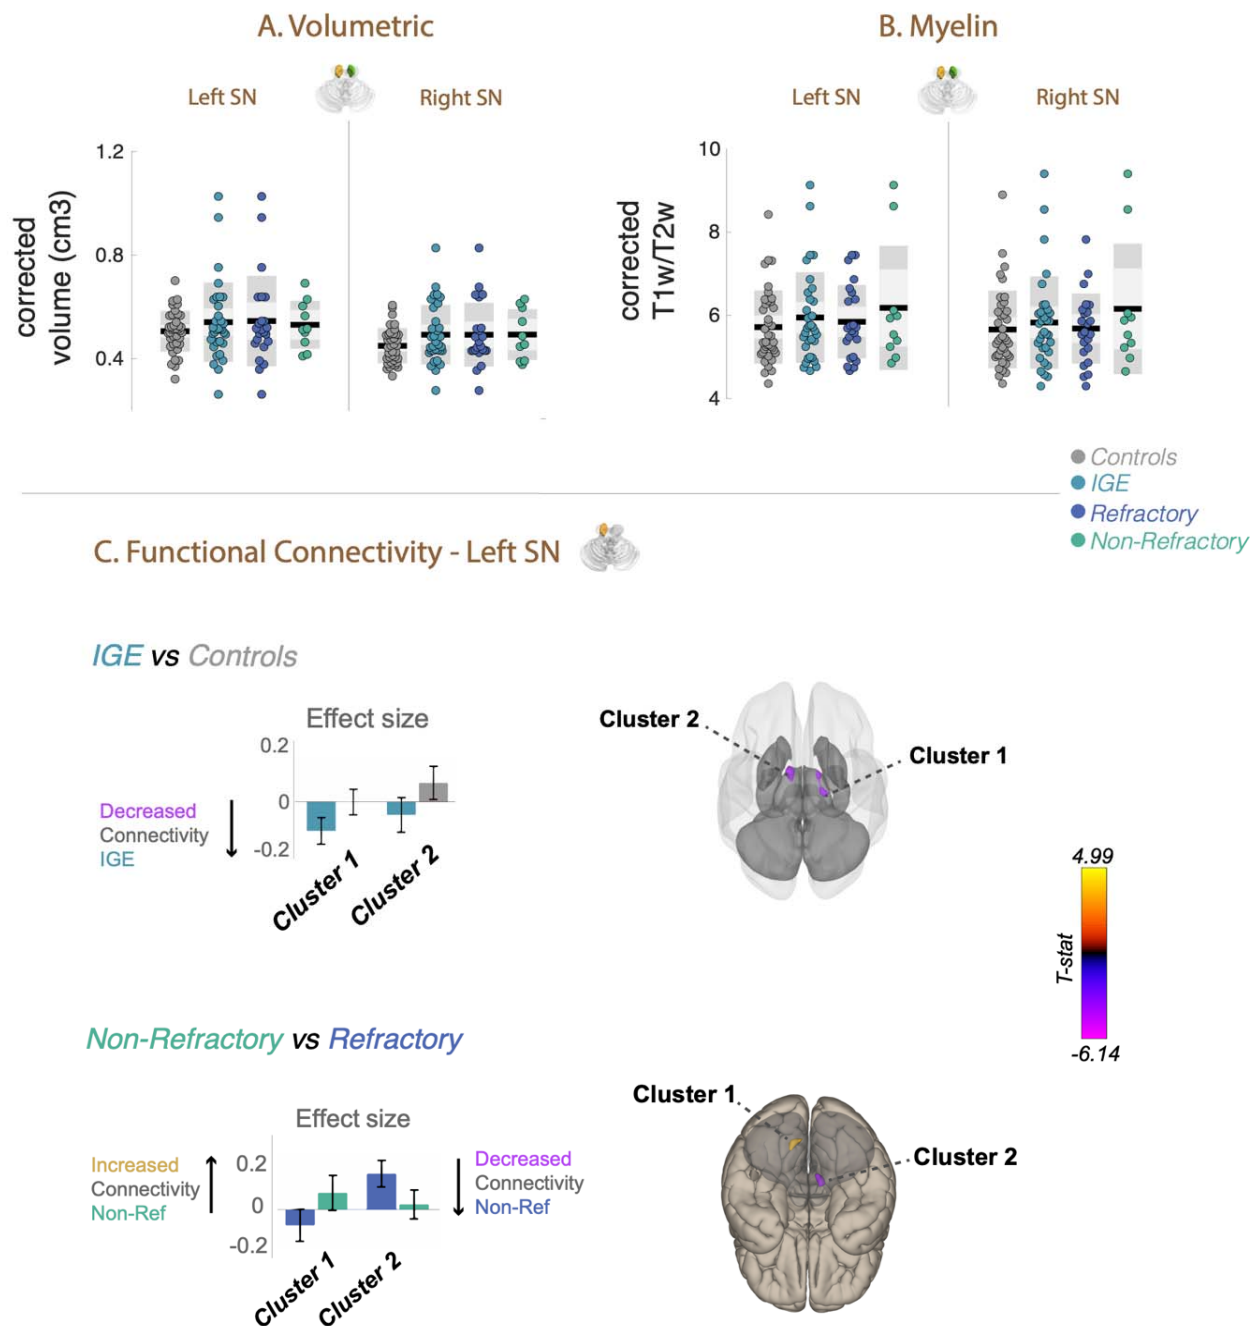 A. Volumetric
B. Myelin
Left SN
Right SN
Left SN
Right SN
corrected
volume (cm3)
1.2
0.8
0.4
corrected
T1w/T2w
10
8
6
4
Controls
IGE
Refractory
Non-Refractory
C. Functional Connectivity - Left SN
IGE vs Controls
Effect size
0.2
0
-0.2
Decreased
Connectivity
IGE
Cluster 1
Cluster 2
Cluster 2
Cluster 1
4.99
T-stat
-6.14
Non-Refractory vs Refractory
Effect size
Increased
Connectivity
Non-Ref
0.2
0
-0.2
Decreased
Connectivity
Non-Ref
Cluster 1
Cluster 2
Cluster 1
Cluster 2